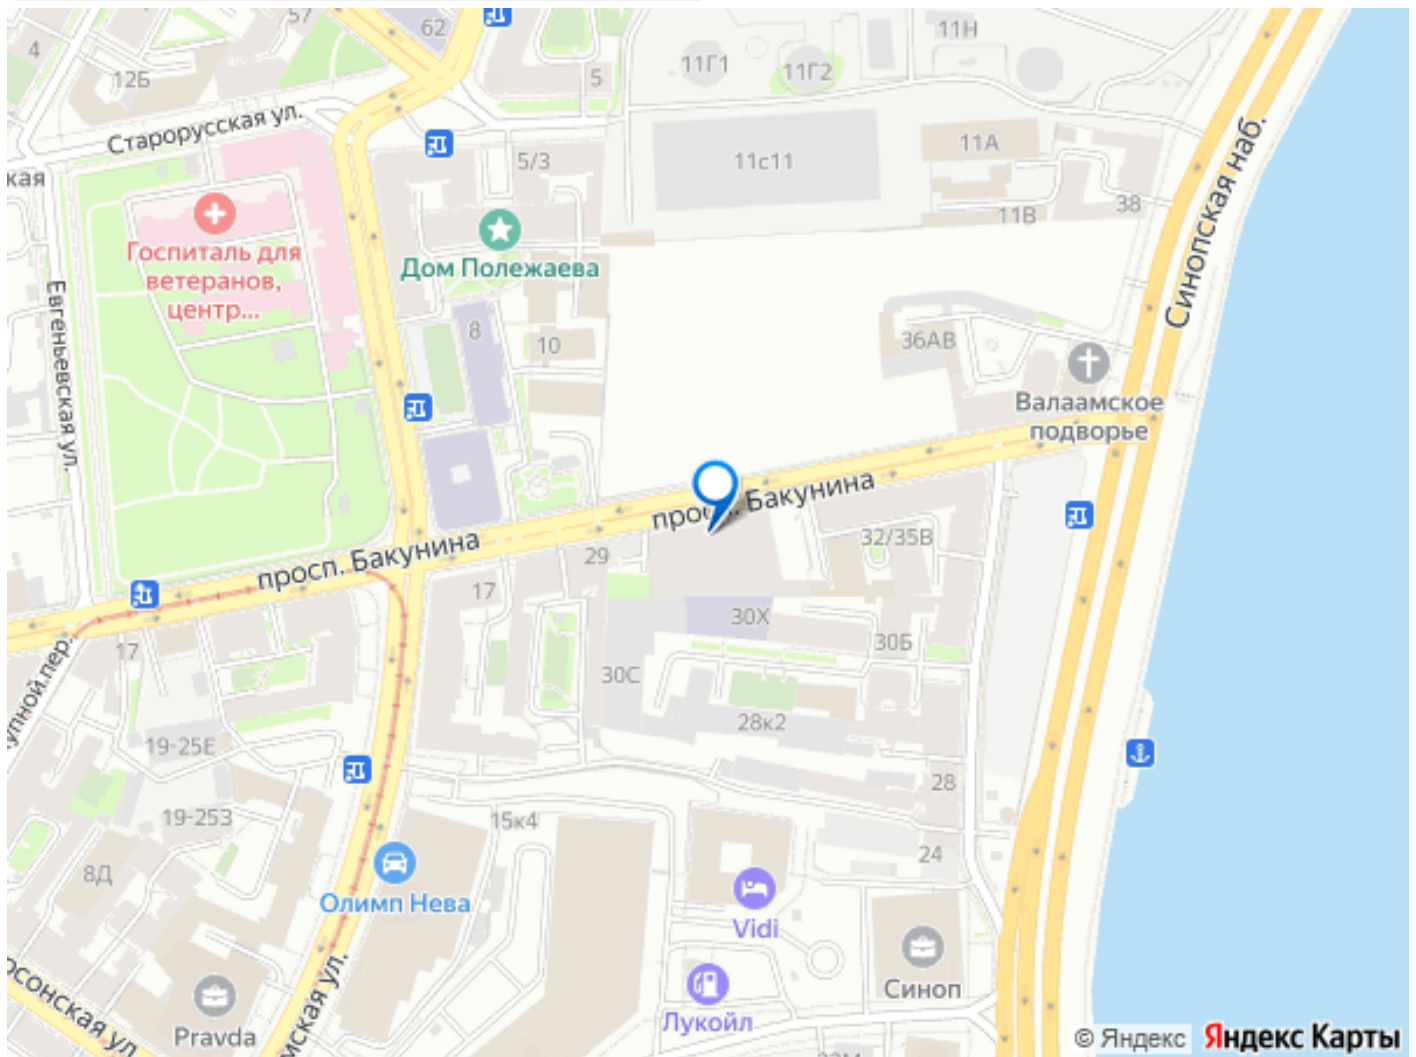 57
62
4
12Б
5
11Г1
11Г2
11Н
Старорусская ул.
кая
5/3
11с11
11А
11В
38
Синопская наб.
Госпиталь для
ветеранов,
центр...
Дом Полежаева
Евгеньевская ул.
8
10
36АВ
Валаамское
подворье
просп. Бакунина
просп. Бакунина
29
32/35В
17
30Х
30Б
17
30С
28к2
19-25Е
28
19-253
15к4
24
8Д
Олимп Нева
Vidi
Синоп
Pravda
Лукойл
© Яндекс Яндекс Карты